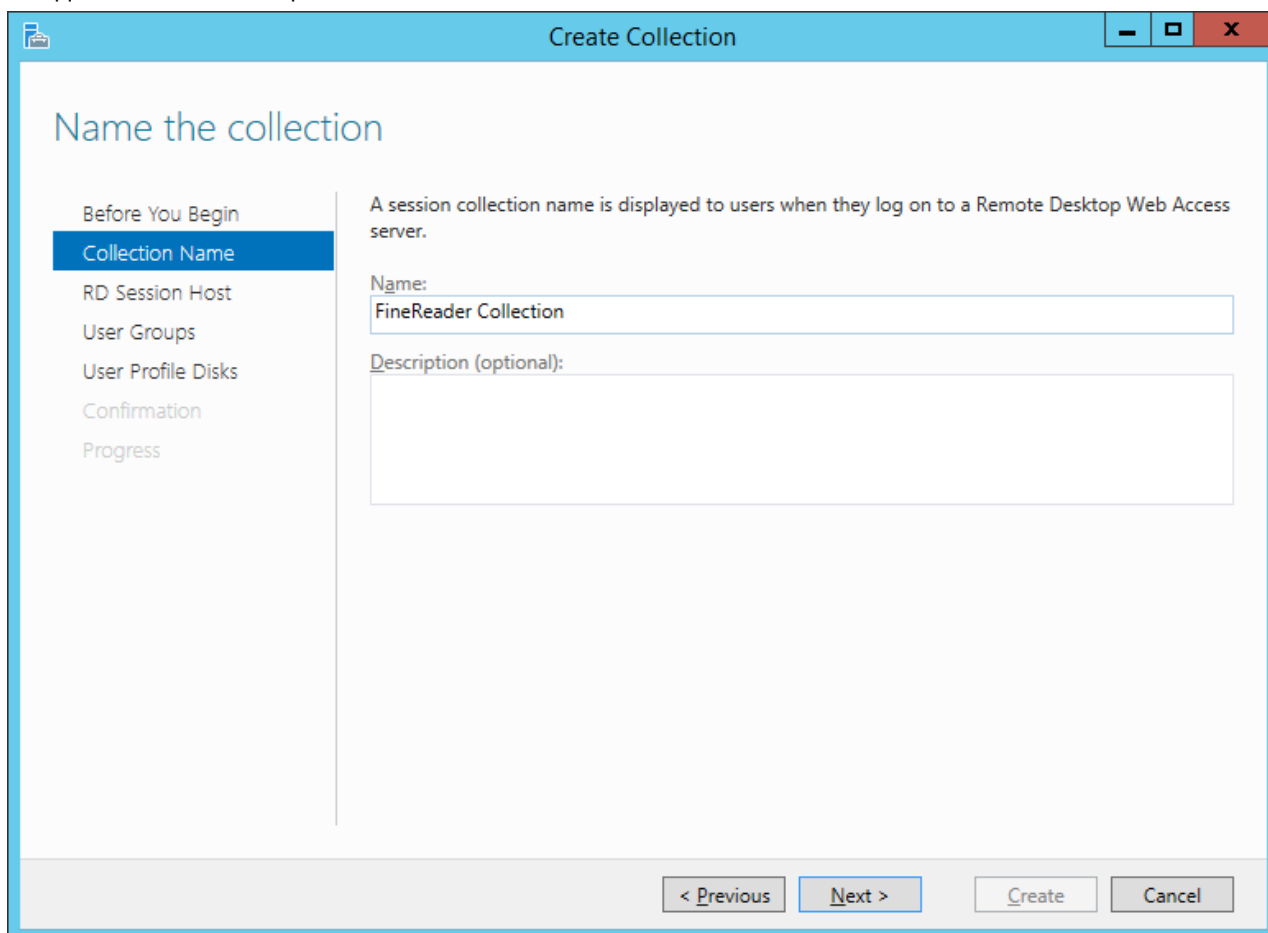 Create Collection
Name the collection
Before You Begin
Collection Name
RD Session Host
User Groups
User Profile Disks
Confirmation
Progress
A session collection name is displayed to users when they log on to a Remote Desktop Web Access
server.
Name:
FineReader Collection
Description (optional):
< Previous
Next >
Create
Cancel